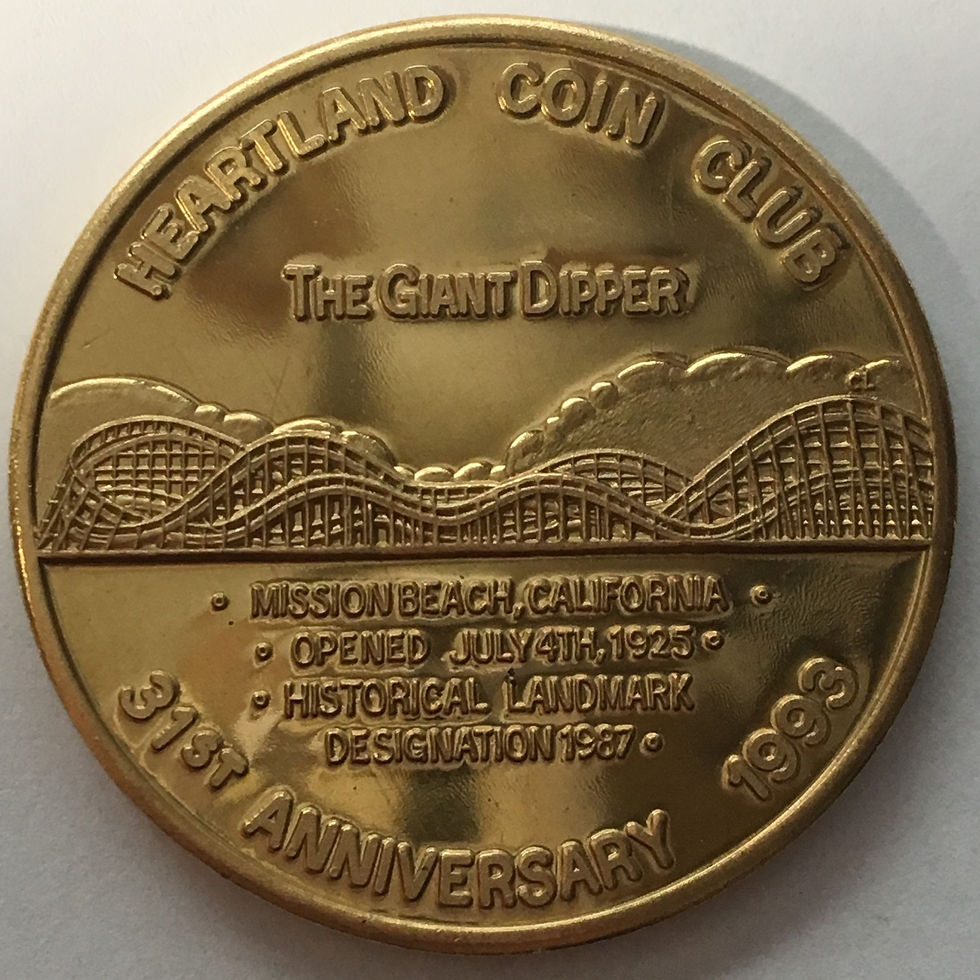 HEARTLAND COIN CLUB
THE GIANT DIPPER
CL
• MISSION BEACH, CALIFORNIA •
• OPENED JULY 4TH, 1925 •
• HISTORICAL LANDMARK
DESIGNATION 1987 •
31ST ANNIVERSARY 1993